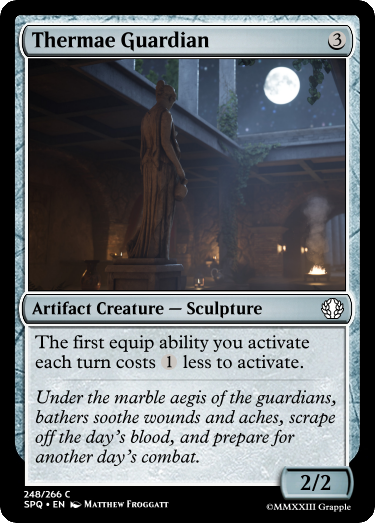 Thermae Guardian 3
Artifact Creature — Sculpture
The first equip ability you activate
each turn costs 1 less to activate.
Under the marble aegis of the guardians,
bathers soothe wounds and aches, scrape
off the day's blood, and prepare for
another day's combat.
2/2
248/266 C
SPQ • EN Matthew Froggatt
©MMXXIII Grapple